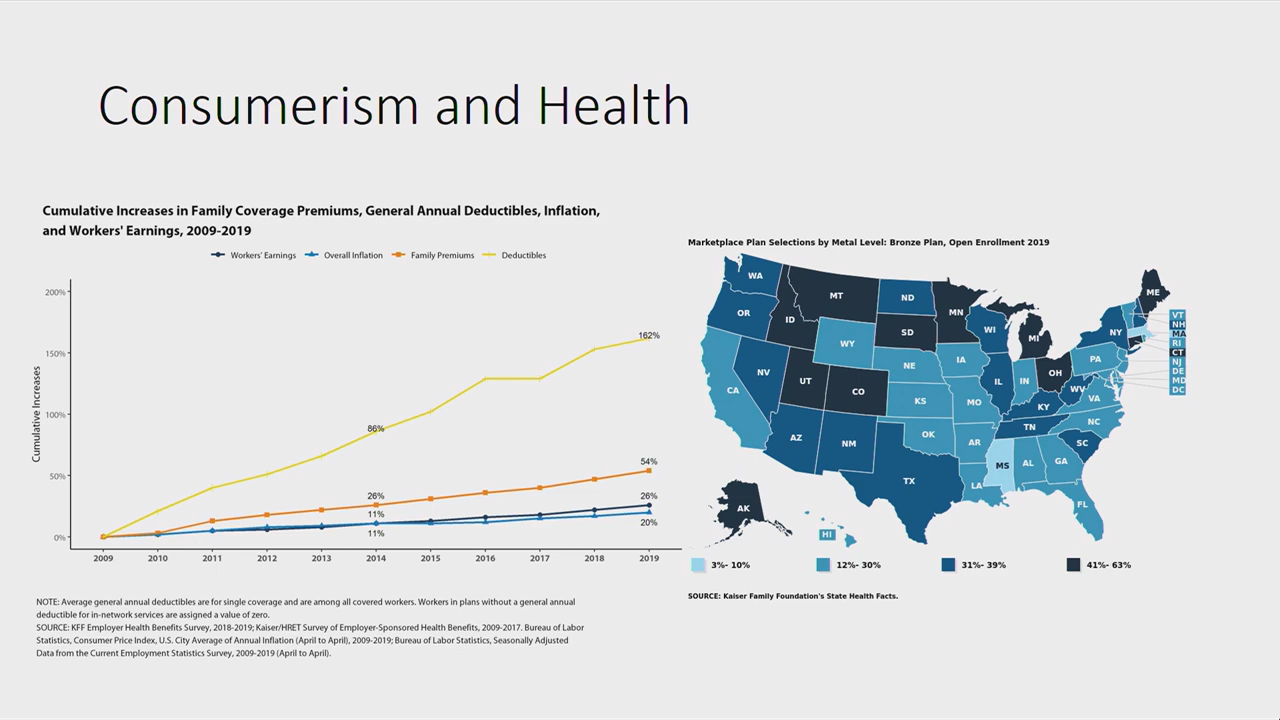 Consumerism and Health
Cumulative Increases in Family Coverage Premiums, General Annual Deductibles, Inflation,
and Workers' Earnings, 2009-2019
Workers' Earnings Overall Inflation Family Premiums Deductibles
Cumulative Increases
200%
150%
100%
50%
0%
162%
86%
54%
26%
26%
11%
11%
20%
2009 2010 2011 2012 2013 2014 2015 2016 2017 2018 2019
NOTE: Average general annual deductibles are for single coverage and are among all covered workers. Workers in plans without a general annual
deductible for in-network services are assigned a value of zero.
SOURCE: KFF Employer Health Benefits Survey, 2018-2019; Kaiser/HRET Survey of Employer-Sponsored Health Benefits, 2009-2017. Bureau of Labor
Statistics, Consumer Price Index, U.S. City Average of Annual Inflation (April to April), 2009-2019; Bureau of Labor Statistics, Seasonally Adjusted
Data from the Current Employment Statistics Survey, 2009-2019 (April to April).
Marketplace Plan Selections by Metal Level: Bronze Plan, Open Enrollment 2019
WA
MT
ND
ME
OR
ID
MN
VT
NH
MA
RI
CT
NJ
DE
MD
DC
SD
WI
MI
NY
WY
IA
PA
NE
NV
UT
CO
IL
IN
OH
CA
KS
MO
WV
VA
KY
NC
AZ
NM
OK
AR
TN
SC
TX
LA
MS
AL
GA
FL
AK
HI
3%- 10% 12%- 30% 31%- 39% 41%- 63%
SOURCE: Kaiser Family Foundation's State Health Facts.